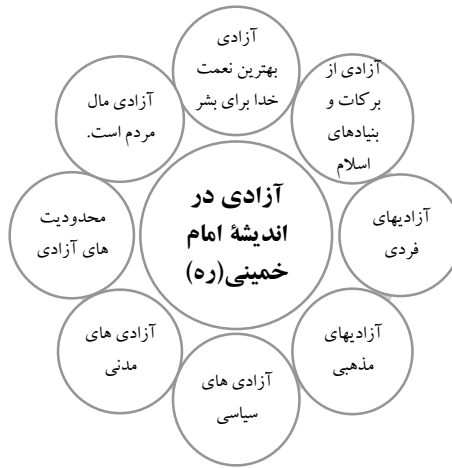 آزادی
بهترین نعمت
خدا برای بشر
آزادی از
برکات و
بنیادهای
اسلام
آزادیهای
فردی
آزادیهای
مذهبی
آزادی های
سیاسی
آزادی های
مدنی
محدودیت
های آزادی
آزادی مال
مردم است.
آزادی در
اندیشۀ امام
خمینی(ره)